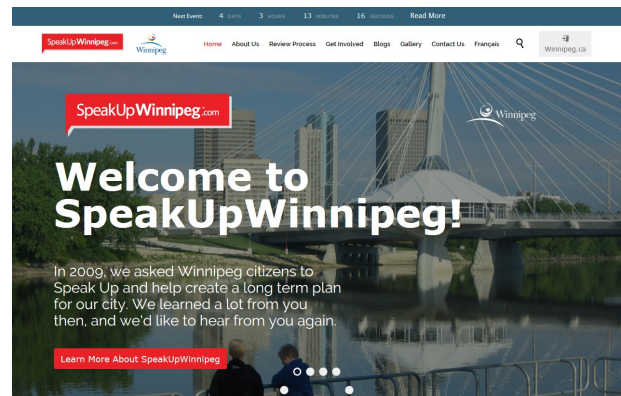 Next Event: 4 DAYS 3 HOURS 13 MINUTES 16 SECONDS Read More
SpeakUpWinnipeg.com Winnipeg Home About Us Review Process Get Involved Blogs Gallery Contact Us Français Winnipeg.ca
SpeakUpWinnipeg.com Winnipeg
Welcome to
SpeakUpWinnipeg!
In 2009, we asked Winnipeg citizens to
Speak Up and help create a long term plan
for our city. We learned a lot from you
then, and we'd like to hear from you again.
Learn More About SpeakUpWinnipeg